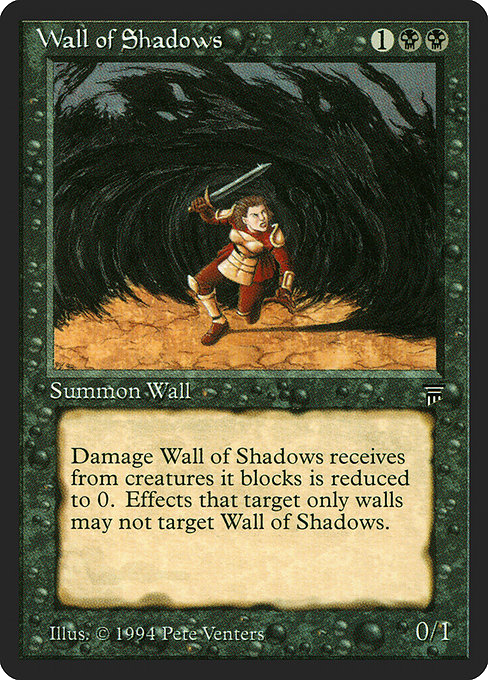 Wall of Shadows 1
Summon Wall
Damage Wall of Shadows receives
from creatures it blocks is reduced
to 0. Effects that target only walls
may not target Wall of Shadows.
Illus. © 1994 Pete Venters 0/1